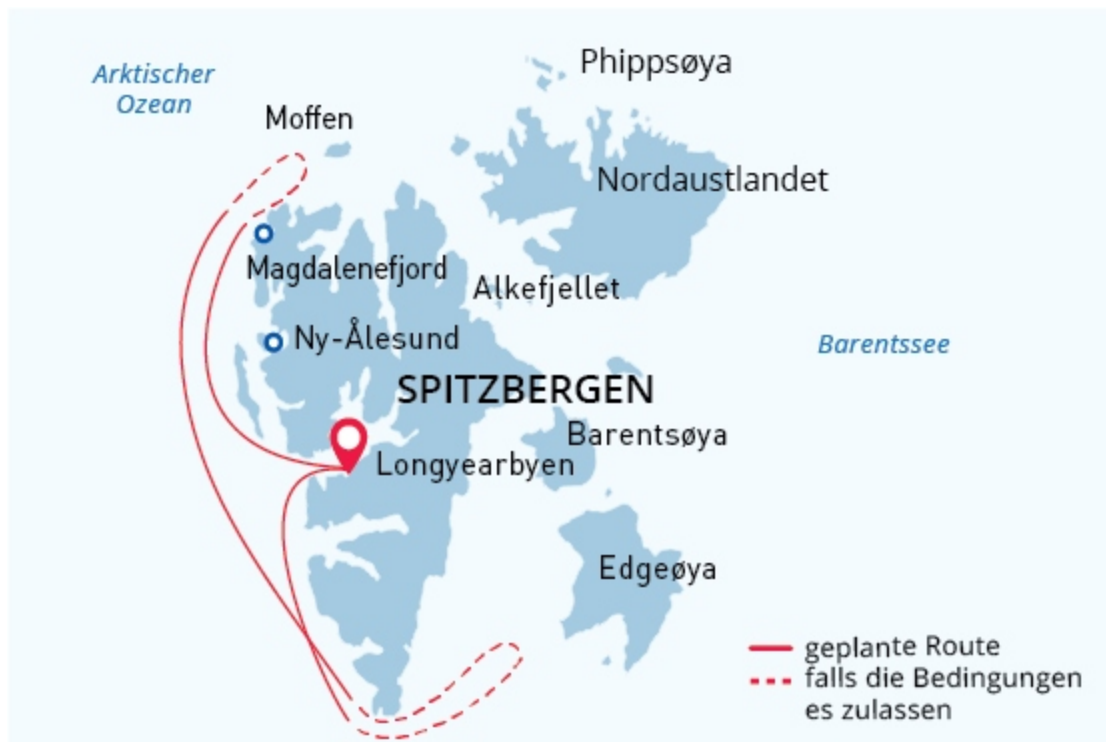 Phippsøya
Arktischer
Ozean
Moffen
Nordaustlandet
Magdalenefjord
Alkefjellet
Ny-Ålesund
Barentssee
SPITZBERGEN
Barentsøya
Longyearbyen
Edgeøya
geplante Route
falls die Bedingungen
es zulassen